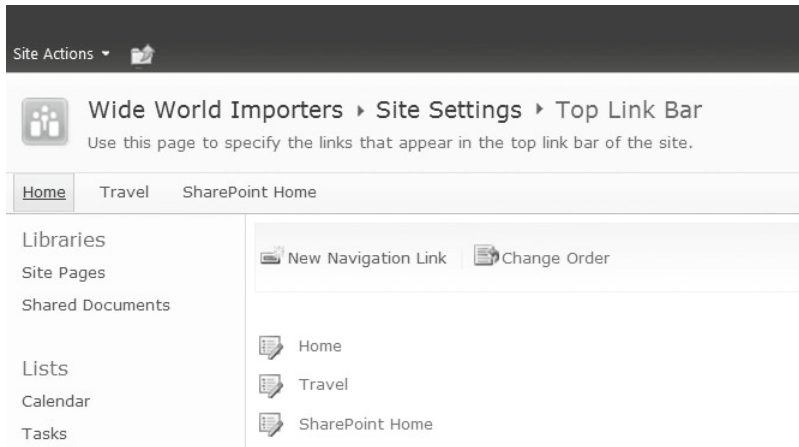 Site Actions
Wide World Importers ▸ Site Settings ▸ Top Link Bar
Use this page to specify the links that appear in the top link bar of the site.
Home Travel SharePoint Home
Libraries
Site Pages
Shared Documents
Lists
Calendar
Tasks
New Navigation Link Change Order
Home
Travel
SharePoint Home